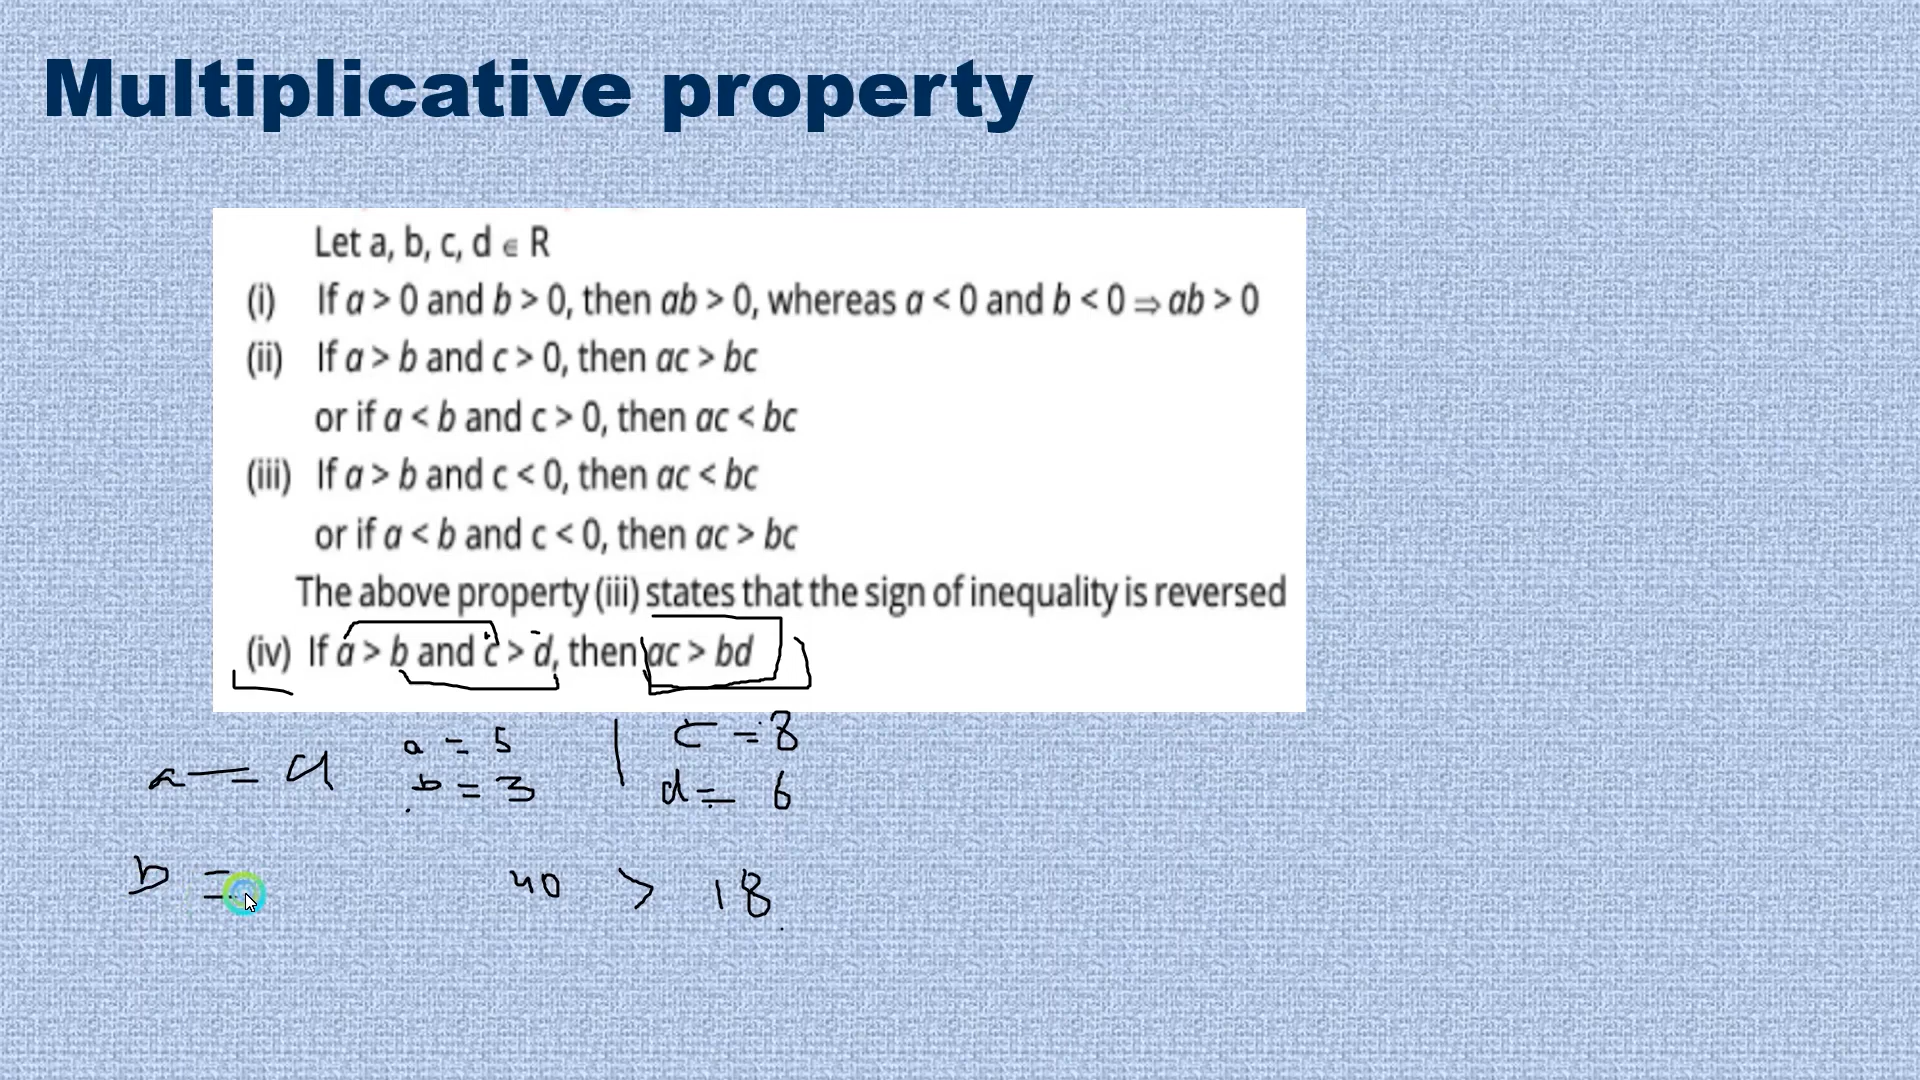 Multiplicative property
Let a, b, c, d ∈ R
(i) If a > 0 and b > 0, then ab > 0, whereas a < 0 and b < 0 ⇒ ab > 0
(ii) If a > b and c > 0, then ac > bc
or if a < b and c > 0, then ac < bc
(iii) If a > b and c < 0, then ac < bc
or if a < b and c < 0, then ac > bc
The above property (iii) states that the sign of inequality is reversed
(iv) If a > b and c > d, then ac > bd
a = 5 | c = 8
a =
b = 3 d = 6
b = 40 > 18